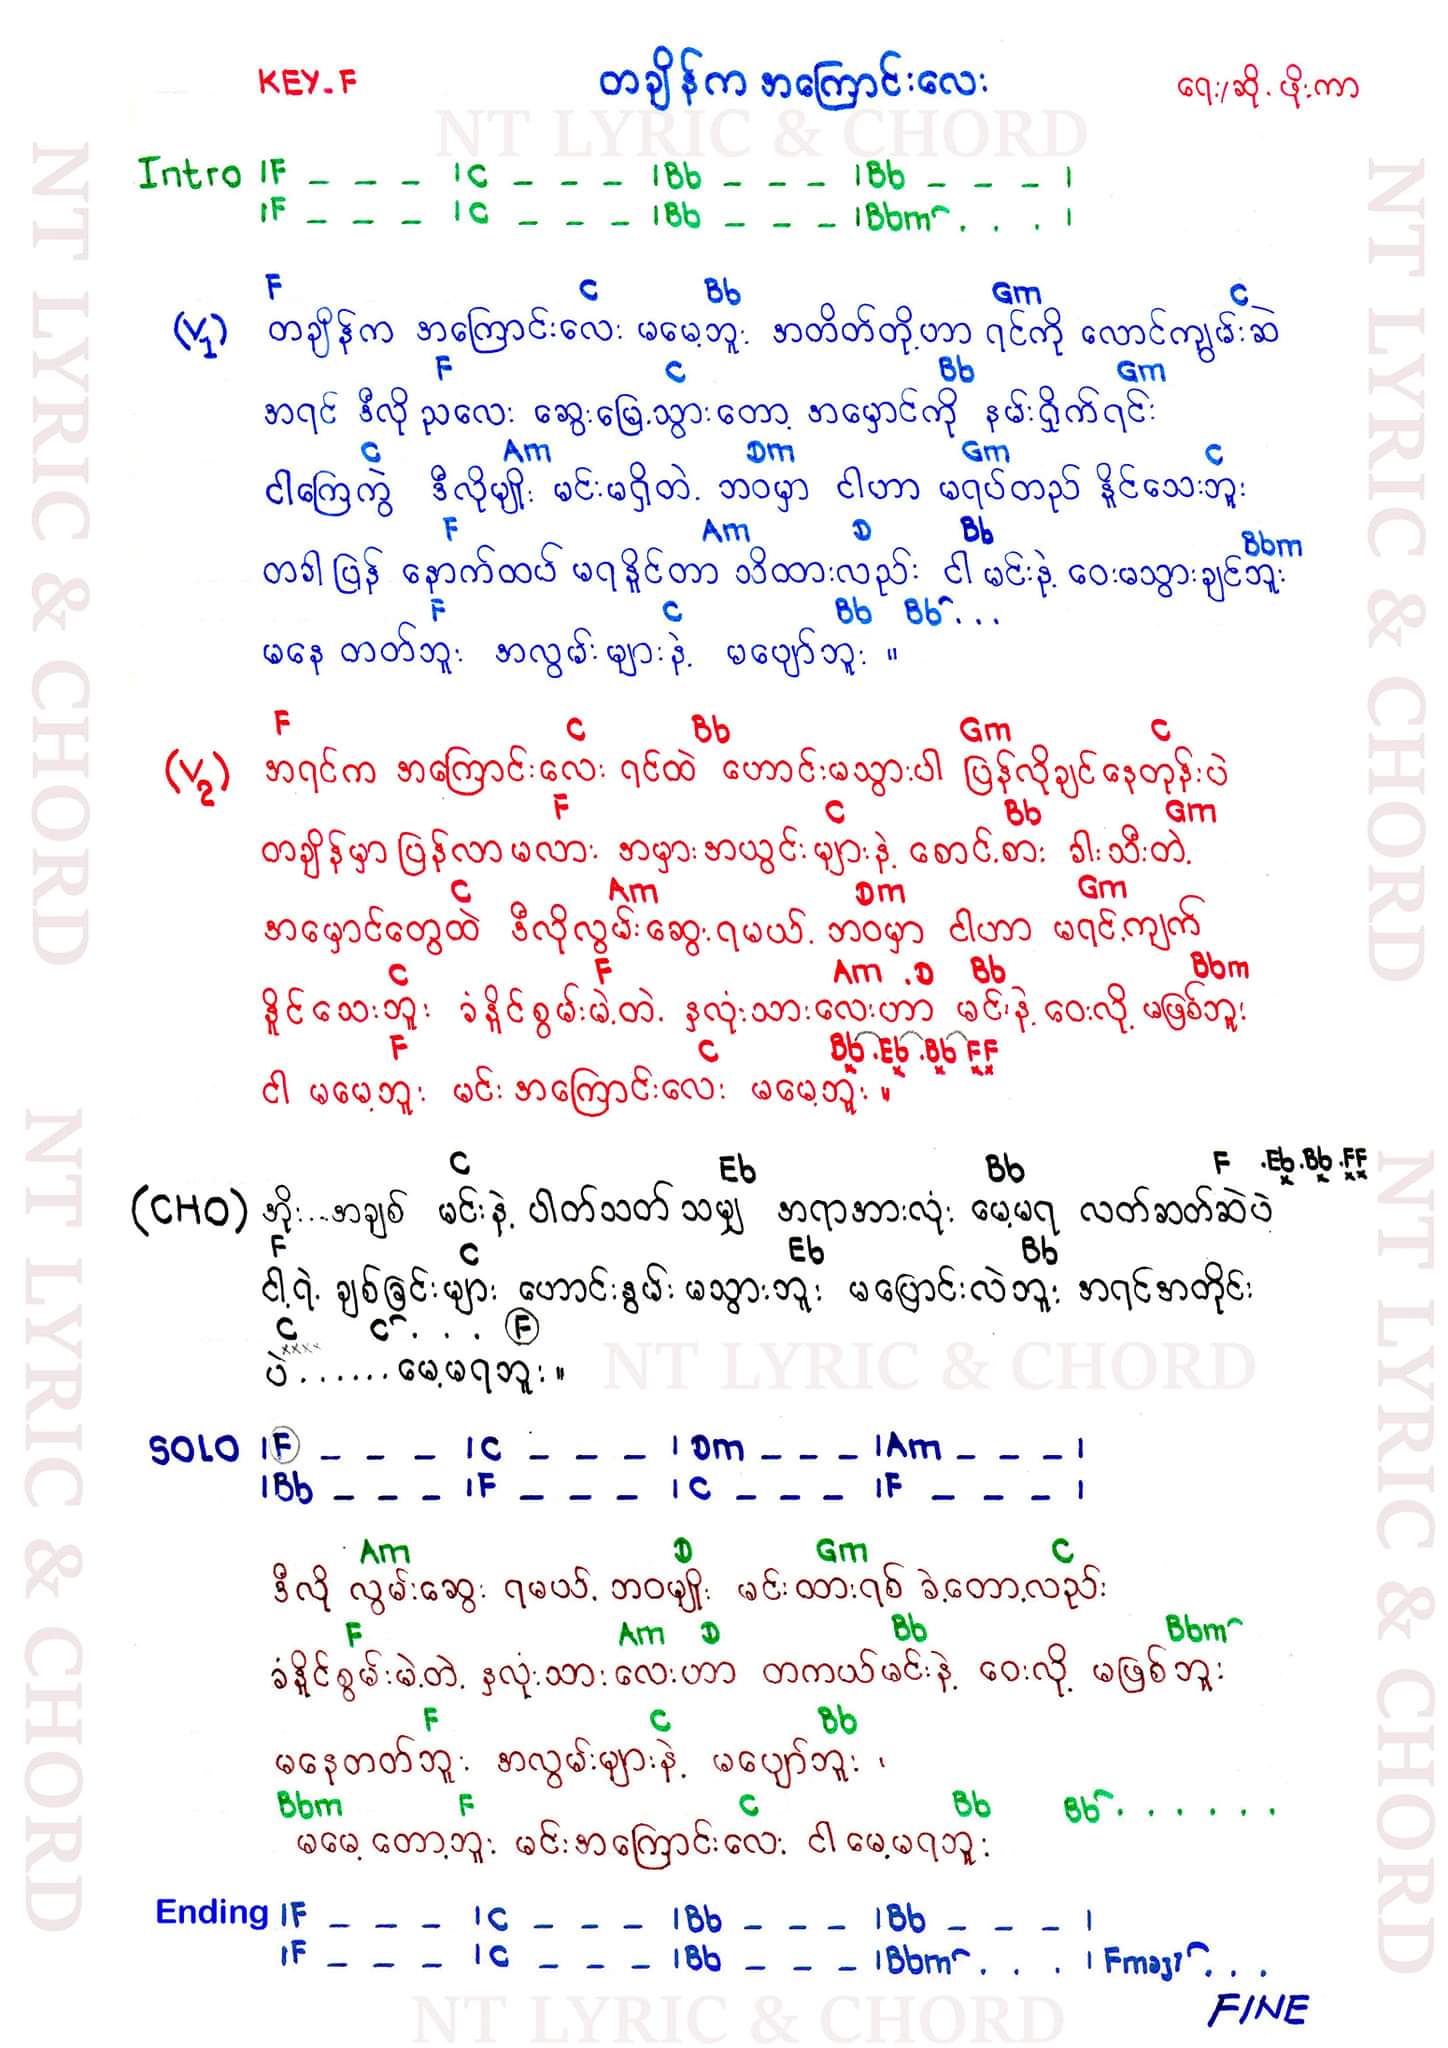 KEY-F တချိန်က အကြောင်းလေး ရေး/ဆို. ဖိုးကာ
Intro |F _ _ _ |C _ _ _ |Bb _ _ _ |Bb _ _ _ |
|F _ _ _ |C _ _ _ |Bb _ _ _ |Bbm . . . |
F C Bb Gm C
(V1) တချိန်က အကြောင်းလေး မမေ့ဘူး အတိတ်တို့ဟာ ရင်ကို လောင်ကျွမ်းဆဲ
F C Bb Gm
အရင် ဒီလို ညလေး ဆွေးမြေ့သွားတော့ အမှောင်ကို နမ်းရှိုက်ရင်း
C Am Dm Gm C
ငါကြေကွဲ ဒီလိုမျိုး မင်းမရှိတဲ့ ဘဝမှာ ငါဟာ မရပ်တည် နိုင်သေးဘူး
F Am D Bb Bbm
တခါပြန် နောက်ထပ် မရနိုင်တာ သိထားလည်း ငါ မင်းနဲ့ ဝေးမသွားချင်ဘူး
F C Bb Bb . . .
မနေ တတ်ဘူး အလွမ်းများနဲ့ မပျော်ဘူး ။
F C Bb Gm C
(V2) အရင်က အကြောင်းလေး ရင်ထဲ ဟောင်းမသွားပါ ပြန်လိုချင်နေတုန်းပဲ
F C Bb Gm
တချိန်မှာ ပြန်လာမလား အမှားအယွင်းများနဲ့ စောင့်စား ခါးသီးတဲ့
C Am Dm Gm
အမှောင်တွေထဲ ဒီလိုလွမ်းဆွေးရမယ့် ဘဝမှာ ငါဟာ မရင့်ကျက်
C F Am . D Bb Bbm
နိုင်သေးဘူး ခံနိုင်စွမ်းမဲ့တဲ့ နှလုံးသားလေးဟာ မင်းနဲ့ ဝေးလို့ မဖြစ်ဘူး
F C Bb . Eb . Bb FF
ငါ မမေ့ဘူး မင်းအကြောင်းလေး မမေ့ဘူး ။
C Eb Bb F .Eb .Bb .FF
(CHO) အိုး...အချစ် မင်းနဲ့ ပါတ်သတ်သမျှ အရာအားလုံး မေ့မရ လတ်ဆတ်ဆဲပဲ
F C Eb Bb
ငါ့ရဲ့ ချစ်ခြင်းများ ဟောင်းနွမ်းမသွားဘူး မပြောင်းလဲဘူး အရင်အတိုင်း
C xxxx C . . . F
ပဲ . . . . . . မေ့မရဘူး ။
SOLO |F _ _ _ |C _ _ _ |Dm _ _ _ |Am _ _ _ |
|Bb _ _ _ |F _ _ _ |C _ _ _ |F _ _ _ |
Am D Gm C
ဒီလို လွမ်းဆွေး ရမယ့် ဘဝမျိုး မင်းထားရစ် ခဲ့တော့လည်း
F Am D Bb Bbm
ခံနိုင်စွမ်းမဲ့တဲ့ နှလုံးသားလေးဟာ တကယ်မင်းနဲ့ ဝေးလို့ မဖြစ်ဘူး
F C Bb
မနေတတ်ဘူး အလွမ်းများနဲ့ မပျော်ဘူး ၊
Bbm F C Bb Bb . . . . . .
မမေ့တော့ဘူး မင်းအကြောင်းလေး ငါ မေ့မရဘူး
Ending |F _ _ _ |C _ _ _ |Bb _ _ _ |Bb _ _ _ |
|F _ _ _ |C _ _ _ |Bb _ _ _ |Bbm . . . |Fmaj7 . . .
FINE
NT LYRIC & CHORD
NT LYRIC & CHORD
NT LYRIC & CHORD
NT LYRIC & CHORD
NT LYRIC & CHORD
NT LYRIC & CHORD
NT LYRIC & CHORD